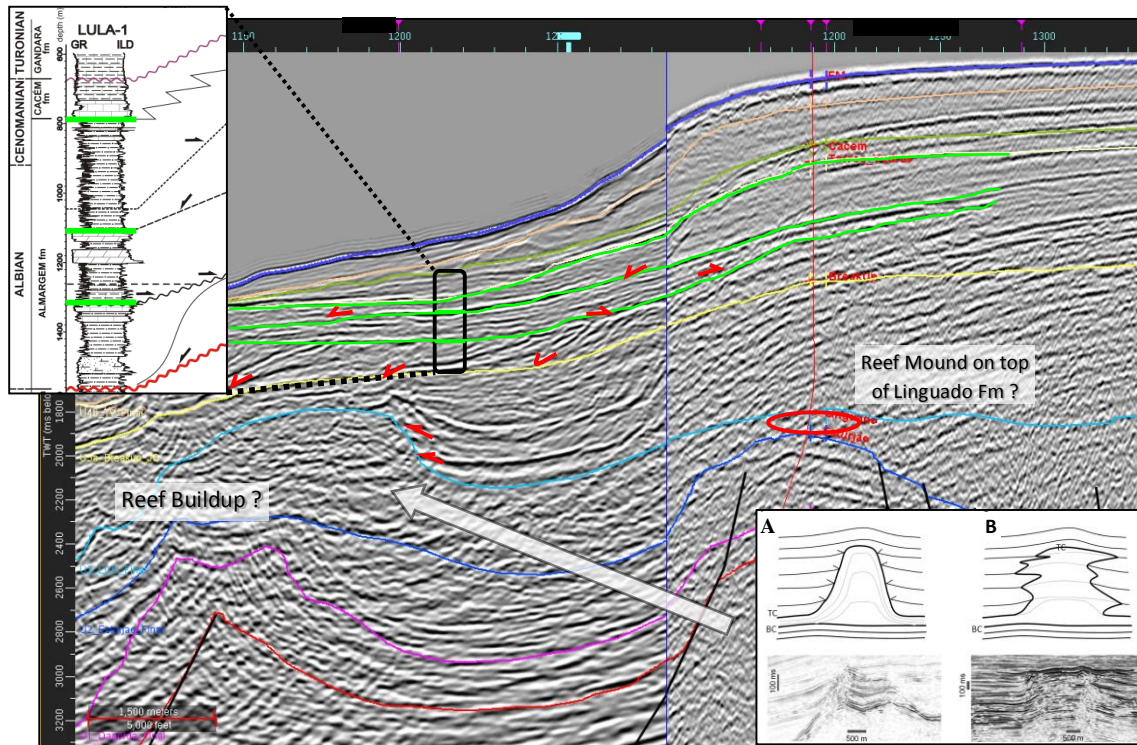 LULA-1
GR ILD
depth (m)
TURONIAN
GANDARA
fm
CENOMANIAN
CACÉM
fm
ALBIAN
ALMARGEM fm
600
800
1000
1200
1400
1200
1200
1250
1300
Cacem
Breakup
Reef Mound on top
of Linguado Fm ?
Reef Buildup ?
TWT (ms
1800
2000
2200
2400
2600
2800
3000
3200
1,500 meters
5,000 feet
A
B
TC
BC
TC
BC
100 ms
500 m
100 ms
500 m